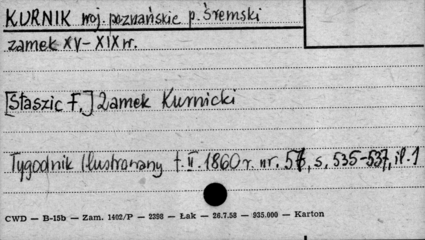 KURNIK woj. poznańskie p. Śremski
zamek XV-XIX w.
[Staszic F.] Zamek Kurnicki
Tygodnik Ilustrowany t. II. 1860 r. nr. , s. 535-537, il. 1
CWD — B-15b — Zam. 1402/P — 2398 — Łak — 26.7.58 — 935.000 — Karton